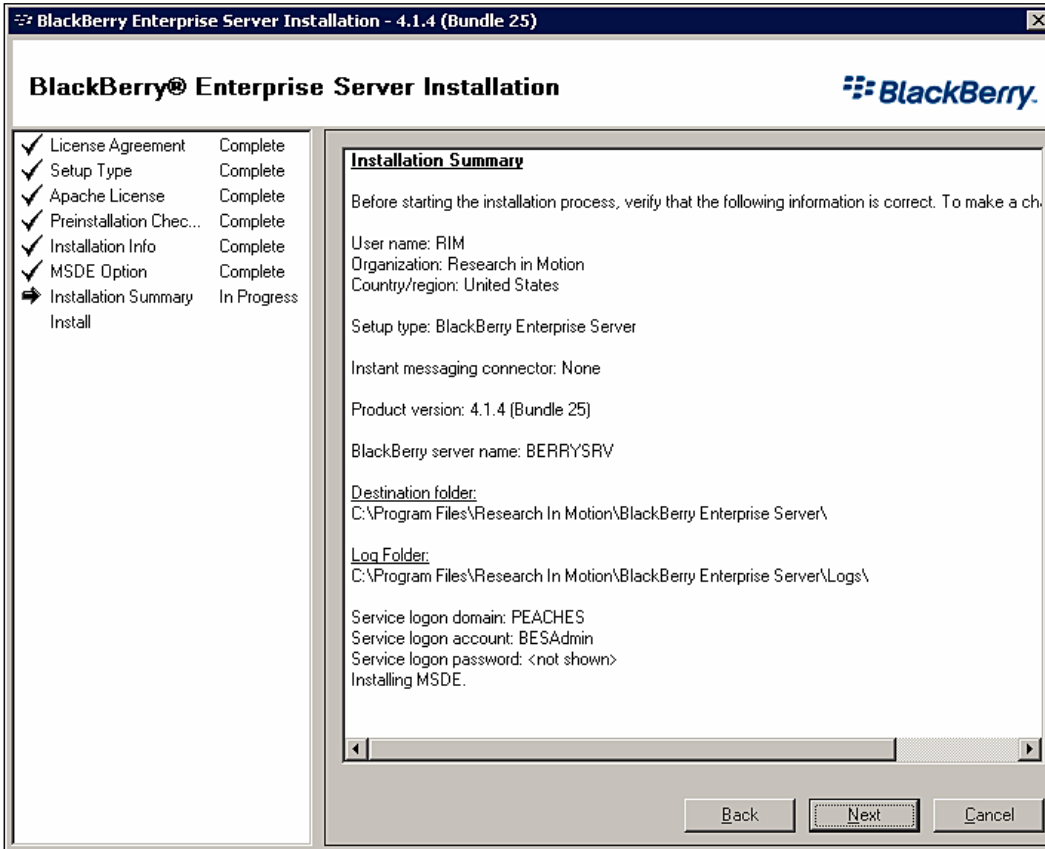 BlackBerry Enterprise Server Installation - 4.1.4 (Bundle 25)
BlackBerry® Enterprise Server Installation
BlackBerry.
License Agreement Complete
Setup Type Complete
Apache License Complete
Preinstallation Chec... Complete
Installation Info Complete
MSDE Option Complete
Installation Summary In Progress
Install
Installation Summary
Before starting the installation process, verify that the following information is correct. To make a
User name: RIM
Organization: Research in Motion
Country/region: United States
Setup type: BlackBerry Enterprise Server
Instant messaging connector: None
Product version: 4.1.4 (Bundle 25)
BlackBerry server name: BERRYSRV
Destination folder:
C:\Program Files\Research In Motion\BlackBerry Enterprise Server\
Log Folder:
C:\Program Files\Research In Motion\BlackBerry Enterprise Server\Logs\
Service logon domain: PEACHES
Service logon account: BESAdmin
Service logon password: <not shown>
Installing MSDE.
Back Next Cancel